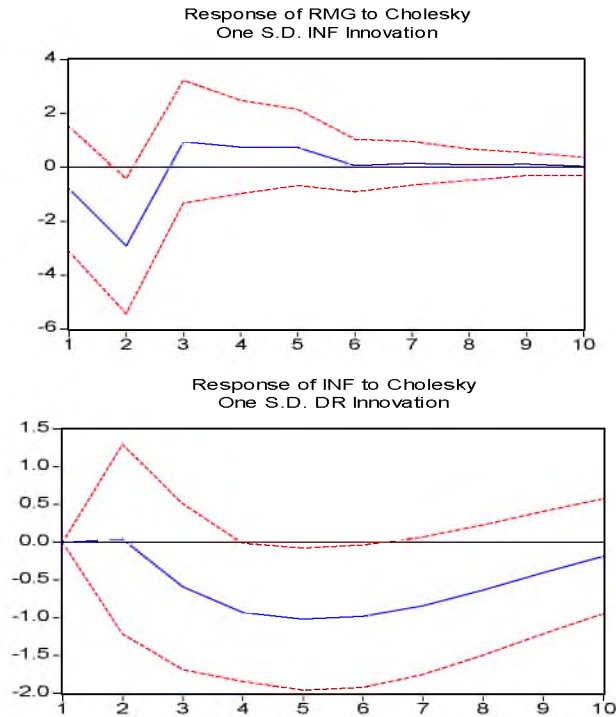 Response of RMG to Cholesky
One S.D. INF Innovation
4
2
0
-2
-4
-6
1 2 3 4 5 6 7 8 9 10
Response of INF to Cholesky
One S.D. DR Innovation
1.5
1.0
0.5
0.0
-0.5
-1.0
-1.5
-2.0
1 2 3 4 5 6 7 8 9 10